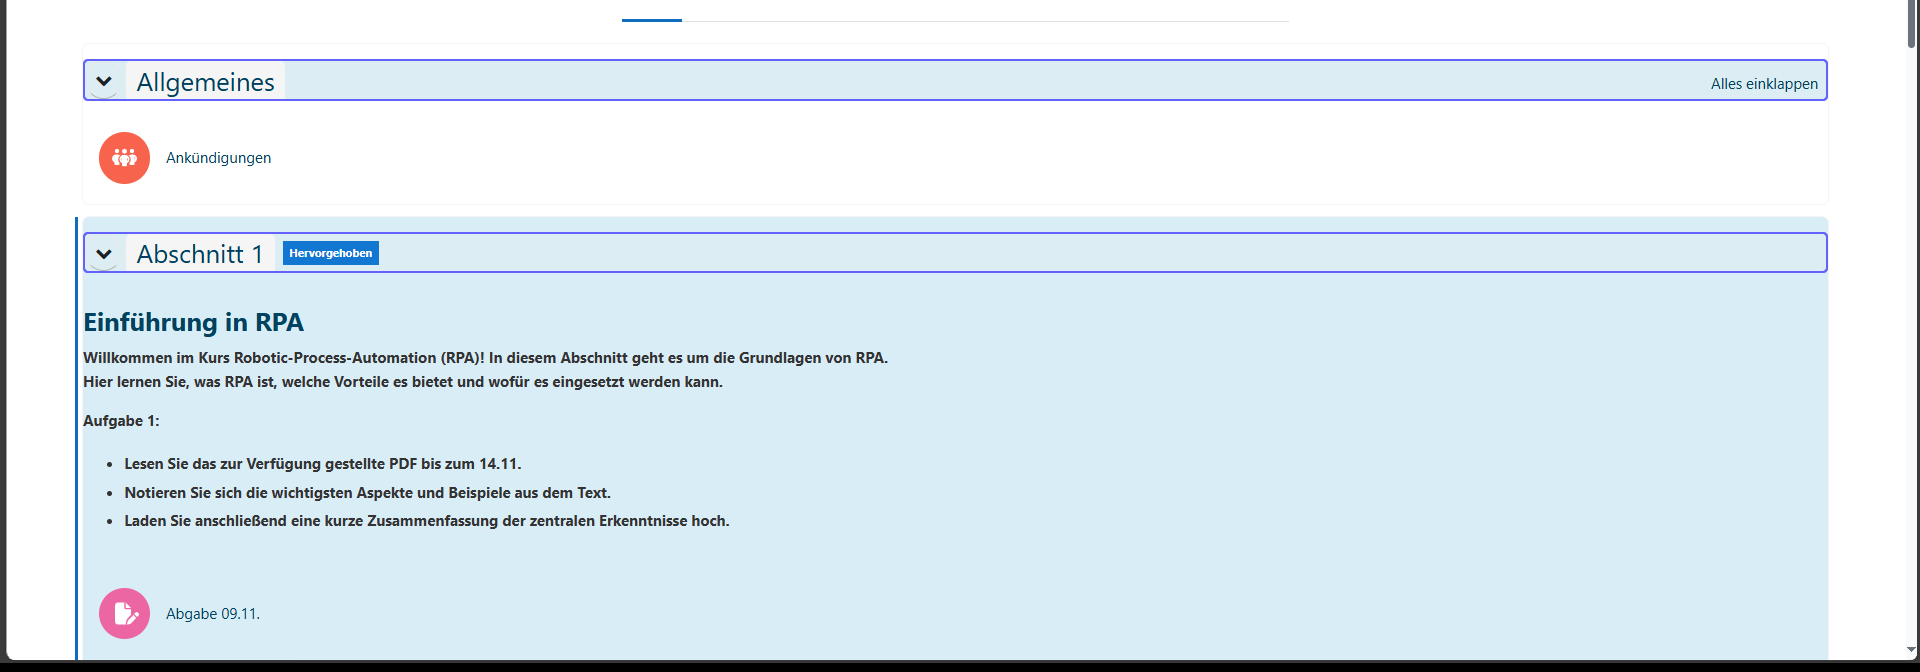 Allgemeines
Alles einklappen
Ankündigungen
Abschnitt 1 Hervorgehoben
Einführung in RPA
Willkommen im Kurs Robotic-Process-Automation (RPA)! In diesem Abschnitt geht es um die Grundlagen von RPA.
Hier lernen Sie, was RPA ist, welche Vorteile es bietet und wofür es eingesetzt werden kann.
Aufgabe 1:
• Lesen Sie das zur Verfügung gestellte PDF bis zum 14.11.
• Notieren Sie sich die wichtigsten Aspekte und Beispiele aus dem Text.
• Laden Sie anschließend eine kurze Zusammenfassung der zentralen Erkenntnisse hoch.
Abgabe 09.11.